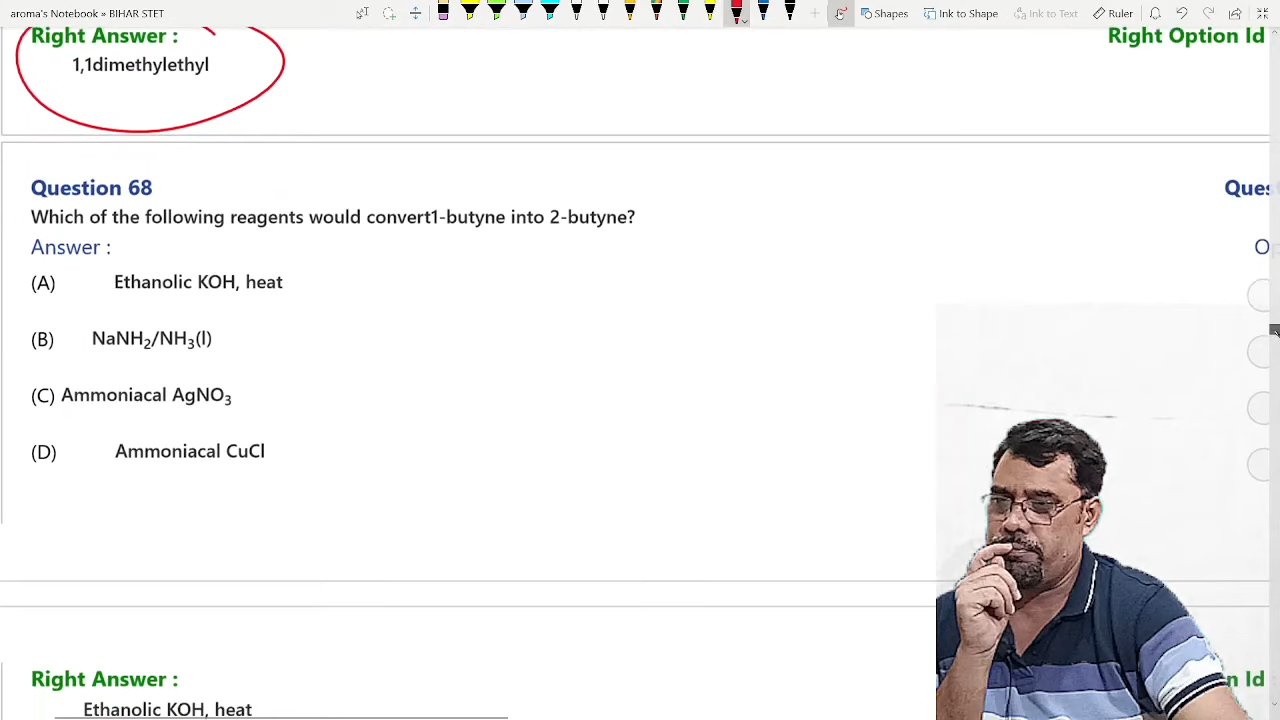 aroma's Notebook » BIHAR STET
Shapes
Ink to Shape
Ink to Text
Ruler
Right Answer :
Right Option Id
1,1dimethylethyl
Question 68
Ques
Which of the following reagents would convert1-butyne into 2-butyne?
Answer :
(A) Ethanolic KOH, heat
(B) NaNH₂/NH₃(l)
(C) Ammoniacal AgNO₃
(D) Ammoniacal CuCl
Right Answer :
n Id
Ethanolic KOH, heat